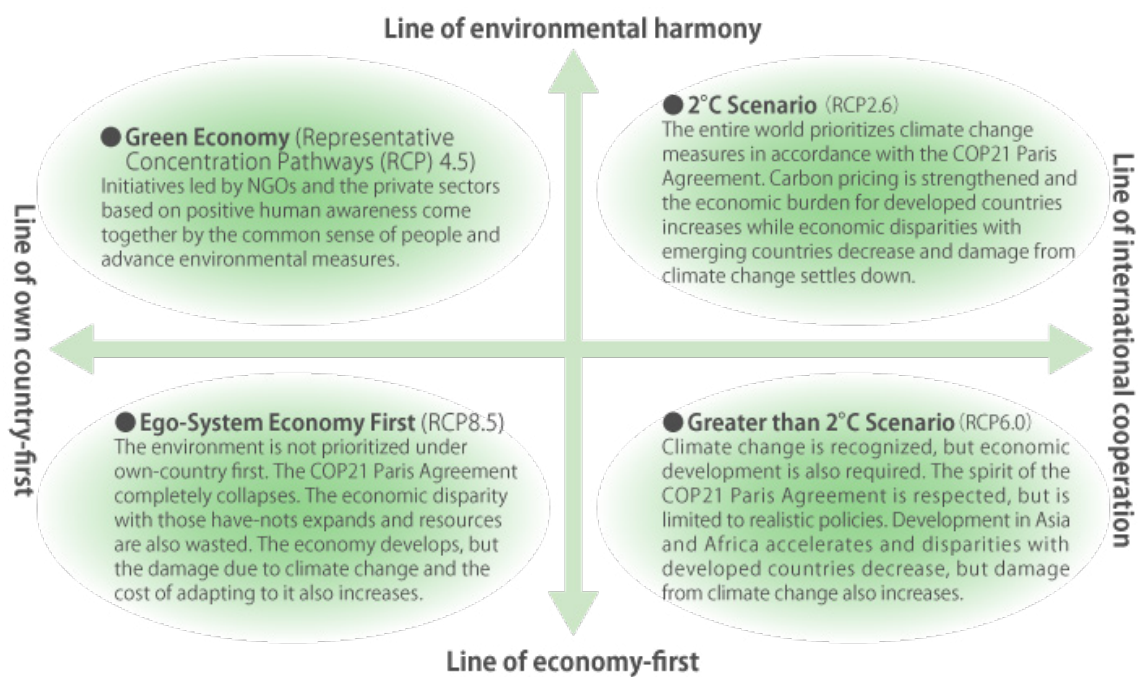 Line of environmental harmony
● Green Economy (Representative
Concentration Pathways (RCP) 4.5)
Initiatives led by NGOs and the private sectors
based on positive human awareness come
together by the common sense of people and
advance environmental measures.
● 2°C Scenario (RCP2.6)
The entire world prioritizes climate change
measures in accordance with the COP21 Paris
Agreement. Carbon pricing is strengthened and
the economic burden for developed countries
increases while economic disparities with
emerging countries decrease and damage from
climate change settles down.
Line of own country-first
Line of international cooperation
● Ego-System Economy First (RCP8.5)
The environment is not prioritized under
own-country first. The COP21 Paris Agreement
completely collapses. The economic disparity
with those have-nots expands and resources
are also wasted. The economy develops, but
the damage due to climate change and the
cost of adapting to it also increases.
● Greater than 2°C Scenario (RCP6.0)
Climate change is recognized, but economic
development is also required. The spirit of the
COP21 Paris Agreement is respected, but is
limited to realistic policies. Development in Asia
and Africa accelerates and disparities with
developed countries decrease, but damage
from climate change also increases.
Line of economy-first